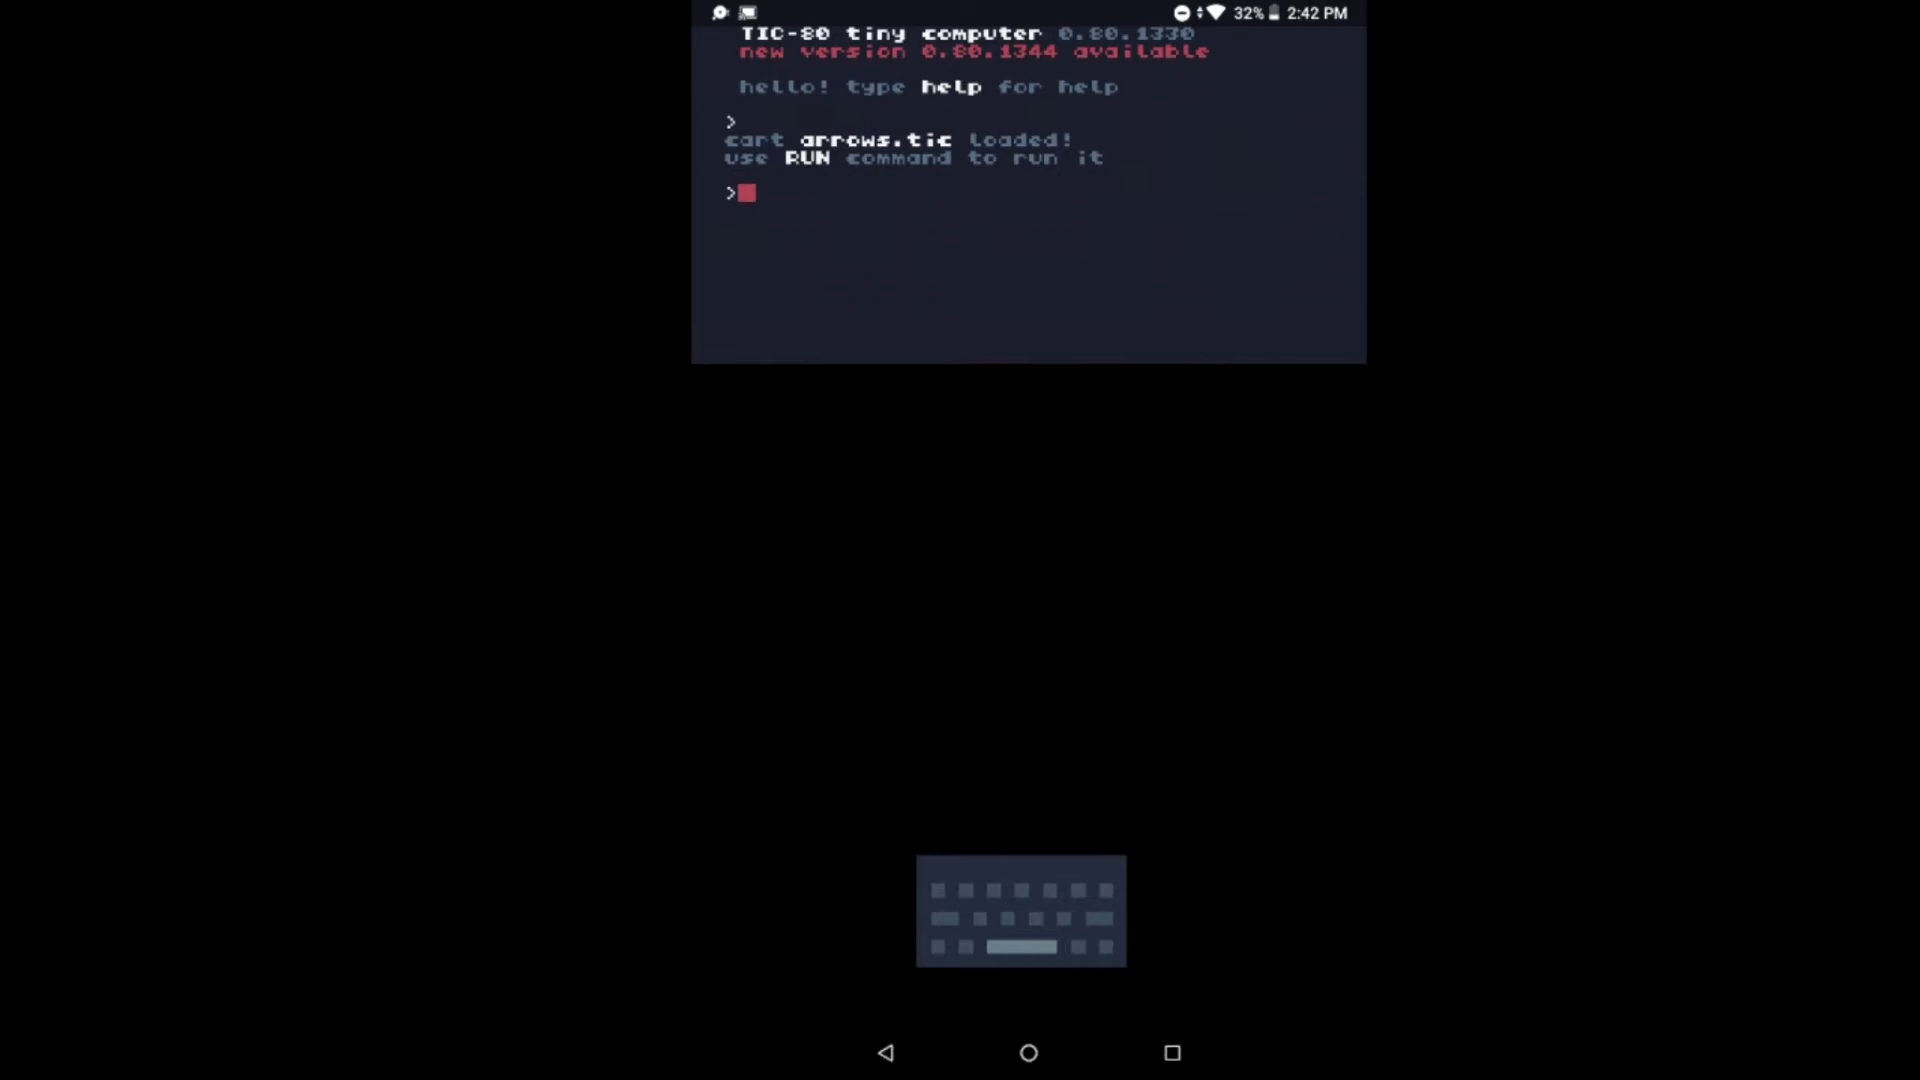 32% 2:42 PM
TIC-80 tiny computer 0.80.1330
new version 0.80.1344 available
hello! type help for help
>
cart arrows.tic loaded!
use RUN command to run it
>